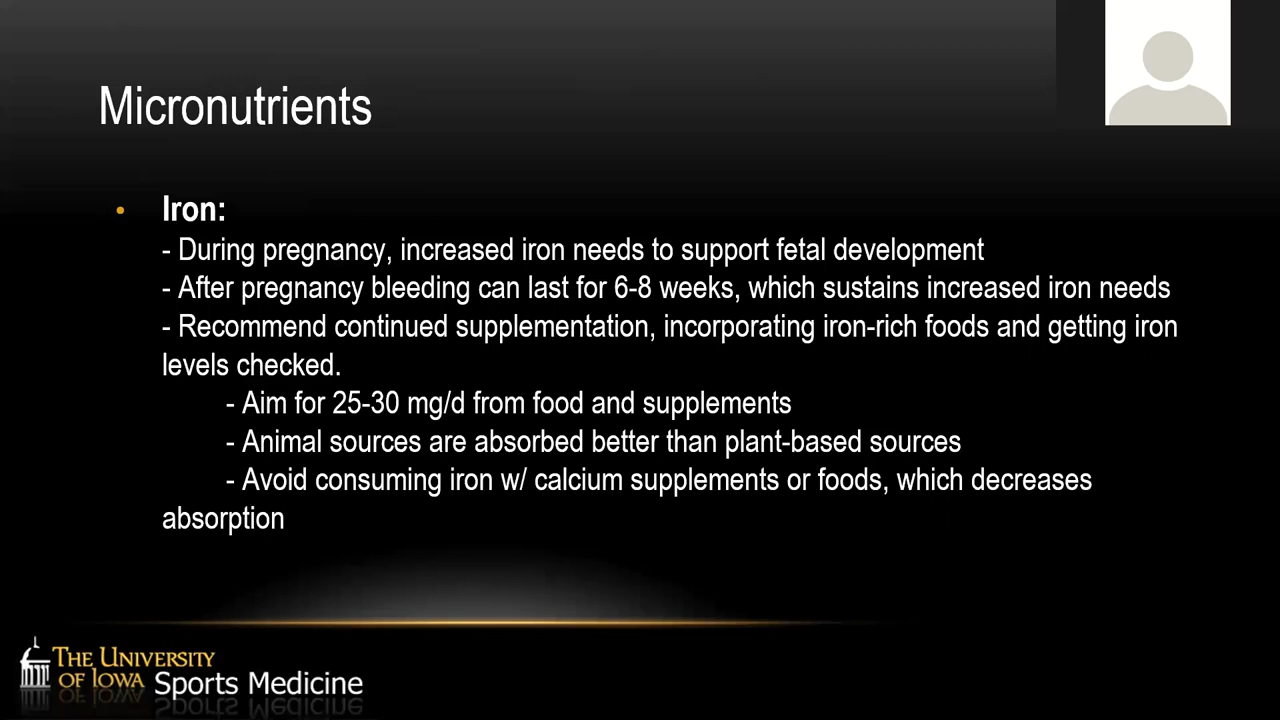 Micronutrients
• Iron:
- During pregnancy, increased iron needs to support fetal development
- After pregnancy bleeding can last for 6-8 weeks, which sustains increased iron needs
- Recommend continued supplementation, incorporating iron-rich foods and getting iron
levels checked.
- Aim for 25-30 mg/d from food and supplements
- Animal sources are absorbed better than plant-based sources
- Avoid consuming iron w/ calcium supplements or foods, which decreases
absorption
THE UNIVERSITY
OF IOWA Sports Medicine